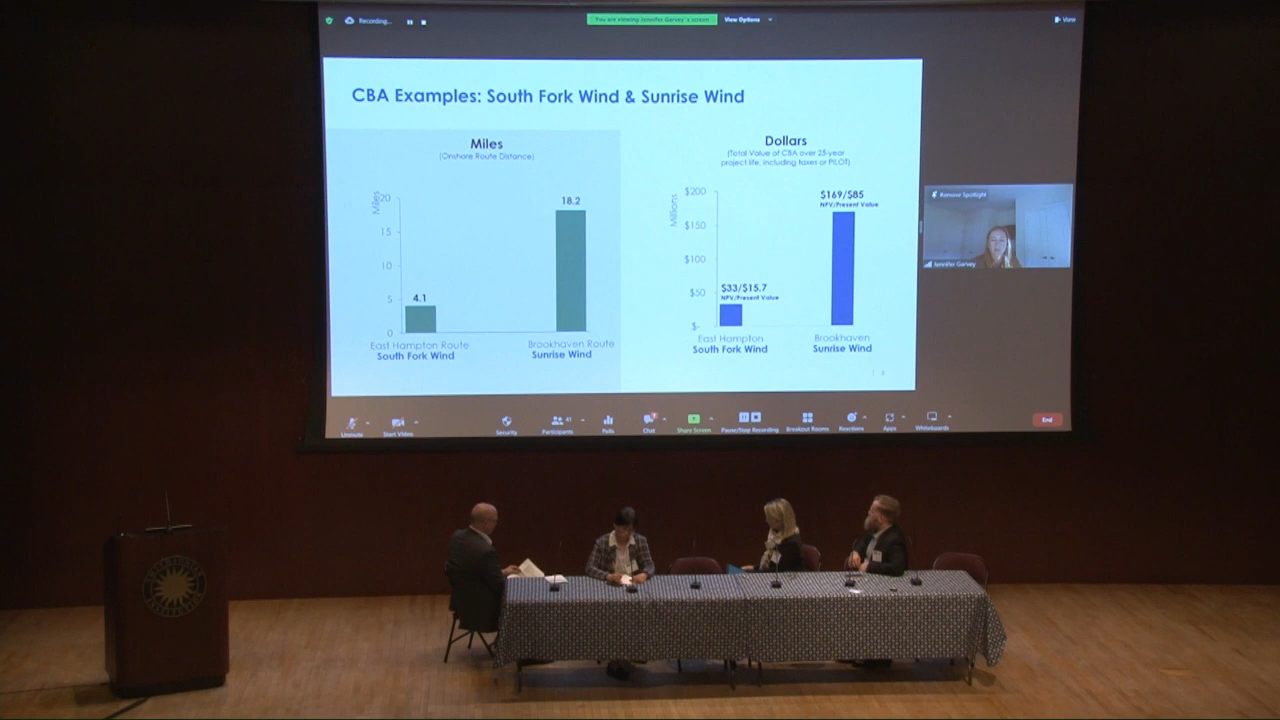 Recording...
You are viewing Jennifer Garvey's screen
View Options
View
CBA Examples: South Fork Wind & Sunrise Wind
Miles
(Onshore Route Distance)
Miles
20
15
10
5
0
4.1
18.2
East Hampton Route
South Fork Wind
Brookhaven Route
Sunrise Wind
Dollars
(Total Value of CBA over 25-year
project life, including taxes or PILOT)
Millions
$200
$150
$100
$50
$-
$33/$15.7
NPV/Present Value
$169/$85
NPV/Present Value
East Hampton
South Fork Wind
Brookhaven
Sunrise Wind
Remove Spotlight
Jennifer Garvey
Unmute
Start Video
Security
Participants
41
Polls
Chat
Share Screen
Pause/Stop Recording
Breakout Rooms
Reactions
Apps
Whiteboards
End